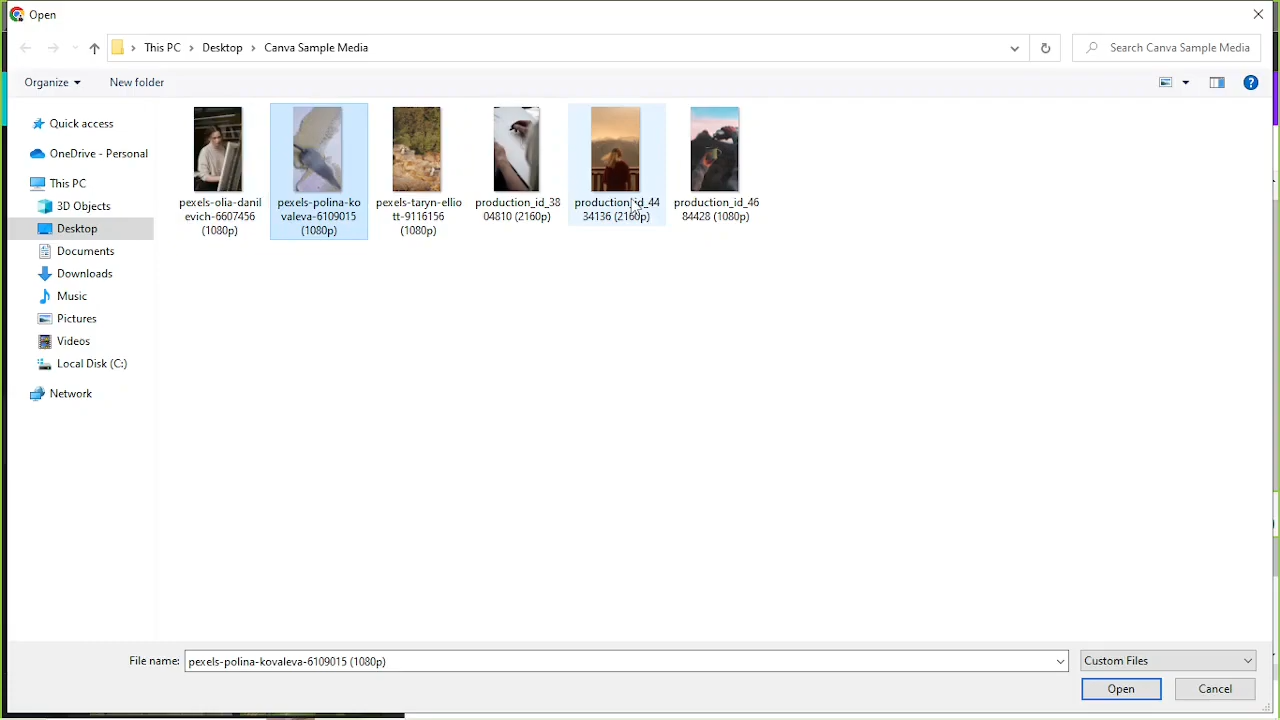 Open
This PC
Desktop
Canva Sample Media
Search Canva Sample Media
Organize
New folder
Quick access
OneDrive - Personal
This PC
3D Objects
Desktop
Documents
Downloads
Music
Pictures
Videos
Local Disk (C:)
Network
pexels-olia-danil
evich-6607456
(1080p)
pexels-polina-ko
valeva-6109015
(1080p)
pexels-taryn-ellio
tt-9116156
(1080p)
production_id_38
04810 (2160p)
production_id_44
34136 (2160p)
production_id_46
84428 (1080p)
File name:
pexels-polina-kovaleva-6109015 (1080p)
Custom Files
Open
Cancel